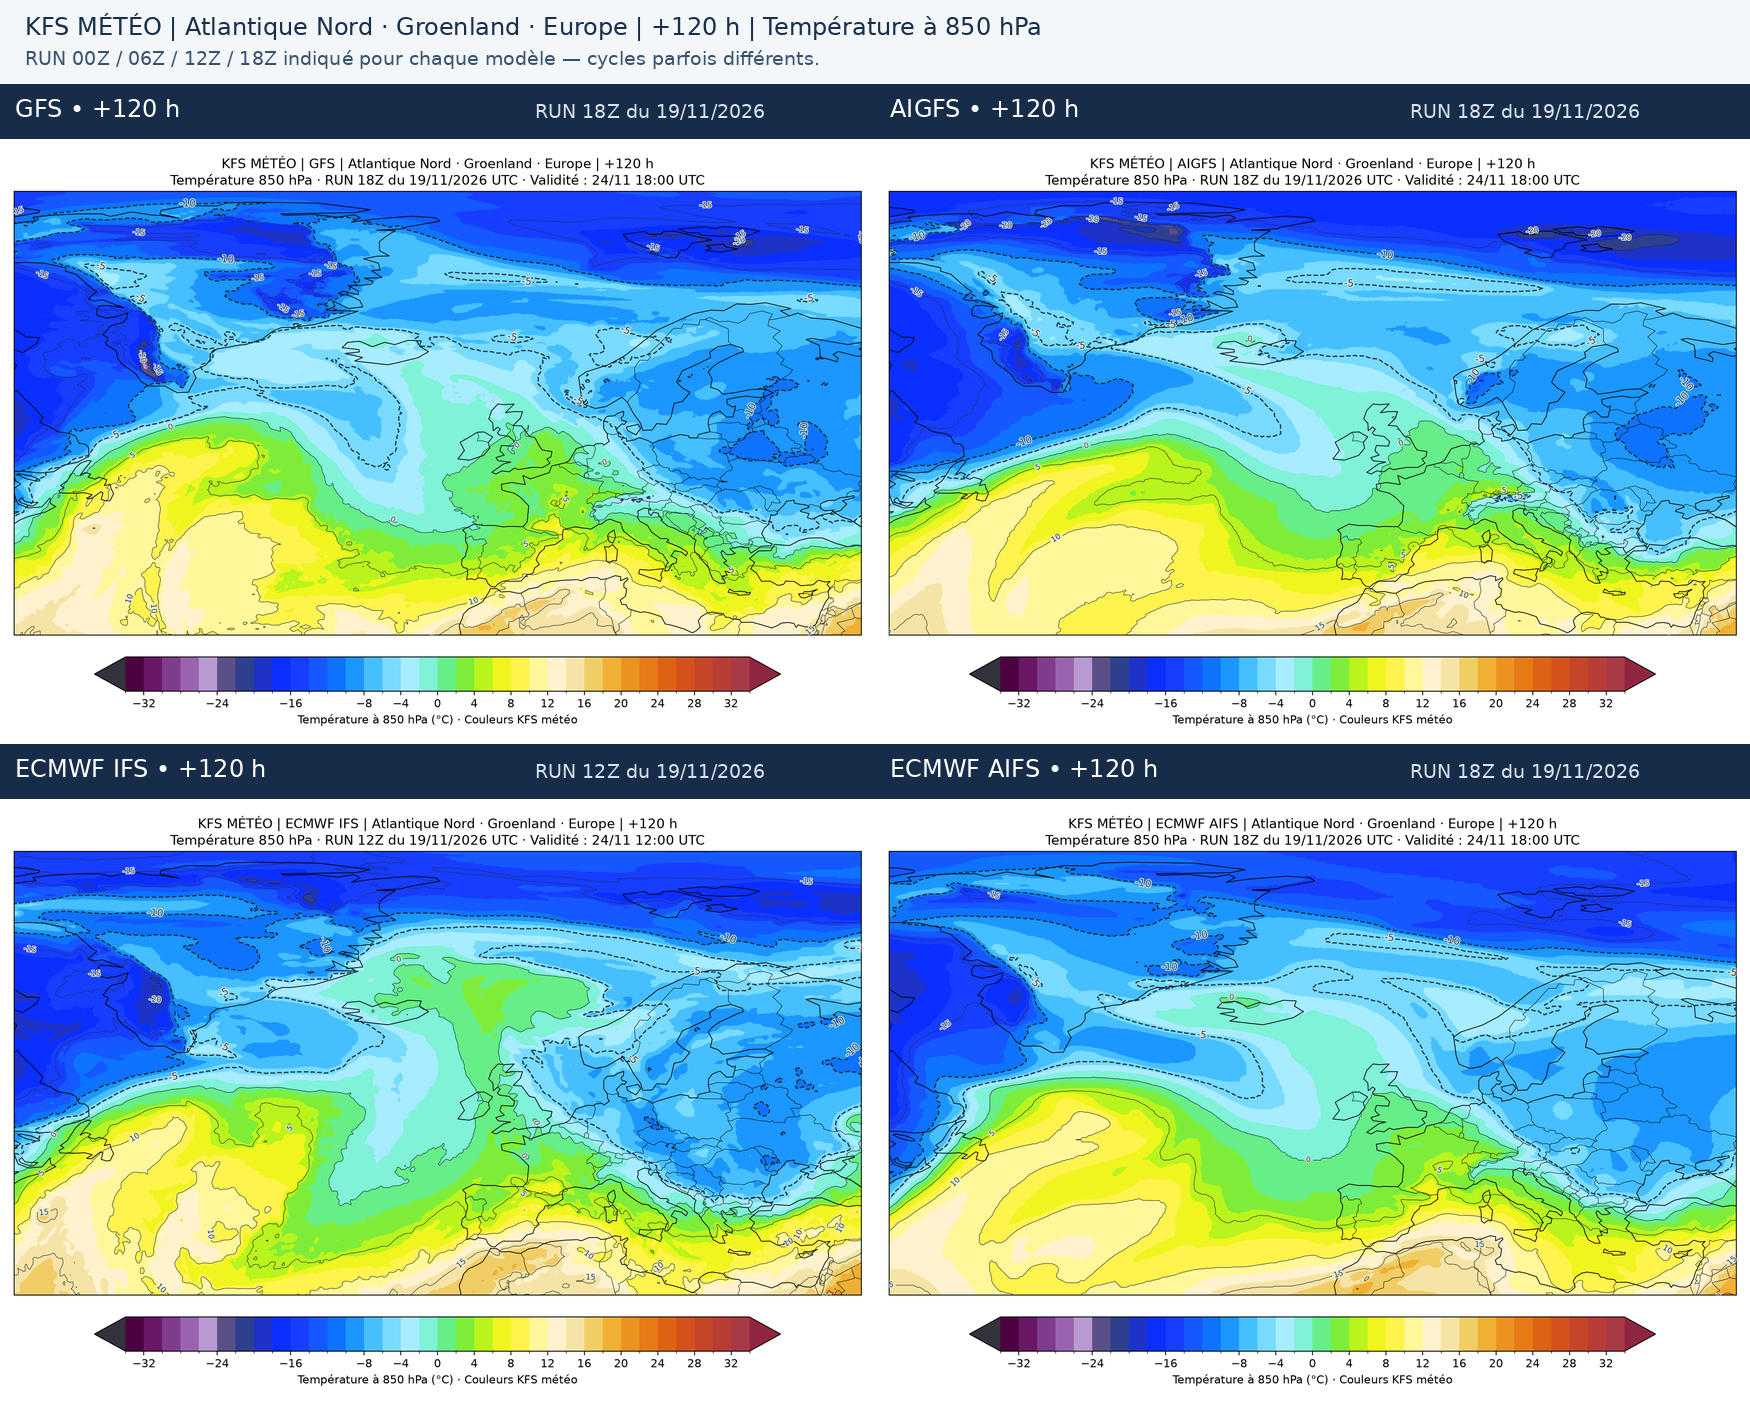 KFS MÉTÉO | Atlantique Nord · Groenland · Europe | +120 h | Température à 850 hPa
RUN 00Z / 06Z / 12Z / 18Z indiqué pour chaque modèle — cycles parfois différents.
GFS • +120 h
RUN 18Z du 19/11/2026
AIGFS • +120 h
RUN 18Z du 19/11/2026
KFS MÉTÉO | GFS | Atlantique Nord · Groenland · Europe | +120 h
Température 850 hPa · RUN 18Z du 19/11/2026 UTC · Validité : 24/11 18:00 UTC
KFS MÉTÉO | AIGFS | Atlantique Nord · Groenland · Europe | +120 h
Température 850 hPa · RUN 18Z du 19/11/2026 UTC · Validité : 24/11 18:00 UTC
−32 −24 −16 −8 −4 0 4 8 12 16 20 24 28 32
Température à 850 hPa (°C) · Couleurs KFS météo
−32 −24 −16 −8 −4 0 4 8 12 16 20 24 28 32
Température à 850 hPa (°C) · Couleurs KFS météo
ECMWF IFS • +120 h
RUN 12Z du 19/11/2026
ECMWF AIFS • +120 h
RUN 18Z du 19/11/2026
KFS MÉTÉO | ECMWF IFS | Atlantique Nord · Groenland · Europe | +120 h
Température 850 hPa · RUN 12Z du 19/11/2026 UTC · Validité : 24/11 12:00 UTC
KFS MÉTÉO | ECMWF AIFS | Atlantique Nord · Groenland · Europe | +120 h
Température 850 hPa · RUN 18Z du 19/11/2026 UTC · Validité : 24/11 18:00 UTC
−32 −24 −16 −8 −4 0 4 8 12 16 20 24 28 32
Température à 850 hPa (°C) · Couleurs KFS météo
−32 −24 −16 −8 −4 0 4 8 12 16 20 24 28 32
Température à 850 hPa (°C) · Couleurs KFS météo